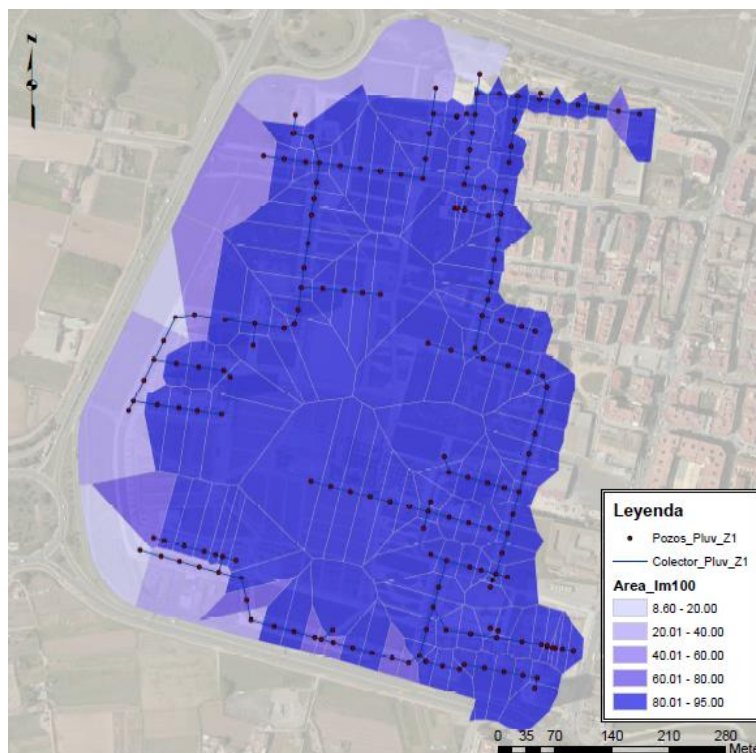 N
Leyenda
Pozos_Pluv_Z1
Colector_Pluv_Z1
Area_Im100
8.60 - 20.00
20.01 - 40.00
40.01 - 60.00
60.01 - 80.00
80.01 - 95.00
0 35 70 140 210 280